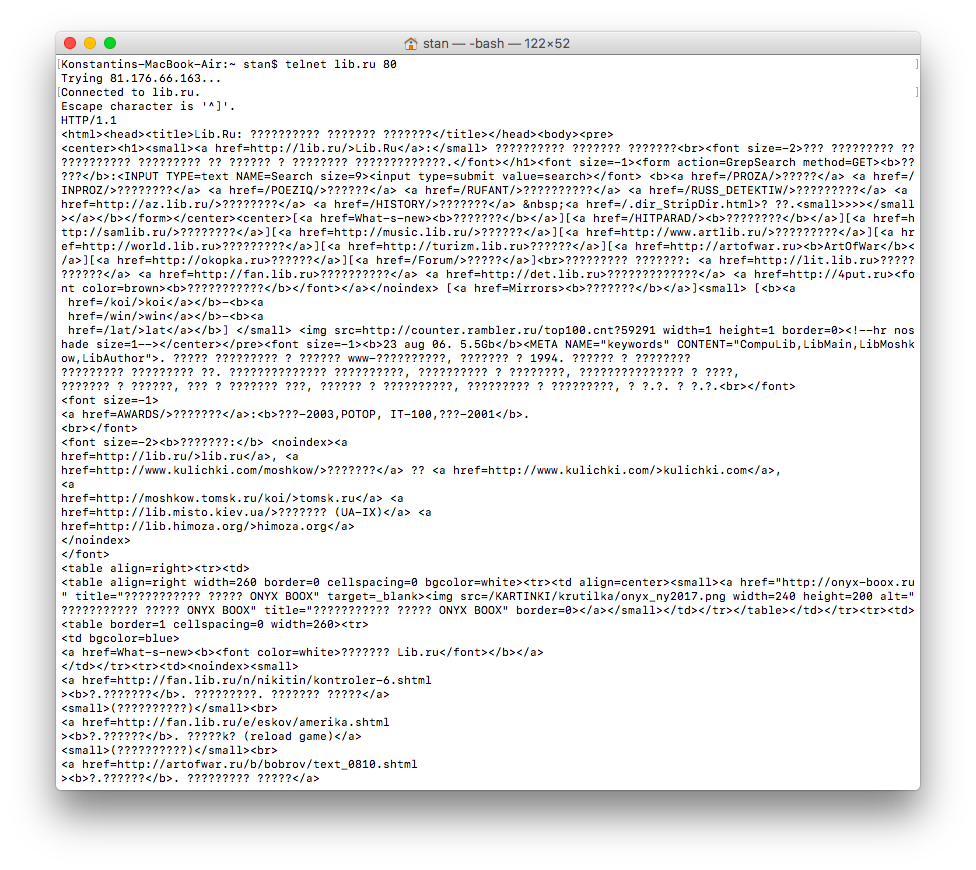 stan — -bash — 122×52
Konstantins-MacBook-Air:~ stan$ telnet lib.ru 80
Trying 81.176.66.163...
Connected to lib.ru.
Escape character is '^]'.
HTTP/1.1
<html><head><title>Lib.Ru: ?????????? ??????? ???????</title></head><body><pre>
<center><h1><small><a href=http://lib.ru/>Lib.Ru</a>:</small> ?????????? ??????? ???????<br><font size=-2>??? ????????? ??
?????????? ????????? ?? ?????? ? ???????? ?????????????.</font></h1><font size=-1><form action=GrepSearch method=GET><b>??
???</b>:<INPUT TYPE=text NAME=Search size=9><input type=submit value=search></font> <b><a href=/PROZA/>?????</a> <a href=/
INPROZ/>????????</a> <a href=/POEZIQ/>??????</a> <a href=/RUFANT/>??????????</a> <a href=/RUSS_DETEKTIW/>?????????</a> <a
href=http://az.lib.ru/>????????</a> <a href=/HISTORY/>???????</a> &nbsp;<a href=/.dir_StripDir.html>? ??.<small>>>></small
></a></b></form></center><center>[<a href=What-s-new><b>???????</b></a>][<a href=/HITPARAD/><b>????????</b></a>][<a href=h
ttp://samlib.ru/>????????</a>][<a href=http://music.lib.ru/>??????</a>][<a href=http://www.artlib.ru/>?????????</a>][<a hr
ef=http://world.lib.ru>?????????</a>][<a href=http://turizm.lib.ru>??????</a>][<a href=http://artofwar.ru><b>ArtOfWar</b><
/a>][<a href=http://okopka.ru>??????</a>][<a href=/Forum/>?????</a>]<br>????????? ???????: <a href=http://lit.lib.ru>?????
??????</a> <a href=http://fan.lib.ru>??????????</a> <a href=http://det.lib.ru>?????????????</a> <a href=http://4put.ru><fo
nt color=brown><b>???????????</b></font></a></noindex> [<a href=Mirrors><b>???????</b></a>]<small> [<b><a
href=/koi/>koi</a></b>-<b><a
href=/win/>win</a></b>-<b><a
href=/lat/>lat</a></b>] </small> <img src=http://counter.rambler.ru/top100.cnt?59291 width=1 height=1 border=0><!--hr nos
hade size=1--></center></pre><font size=-1><b>23 aug 06. 5.5Gb</b><META NAME="keywords" CONTENT="CompuLib,LibMain,LibMoshk
ow,LibAuthor">. ????? ????????? ? ?????? www-??????????, ??????? ? 1994. ?????? ? ????????
????????? ????????? ??. ?????????????? ??????????, ?????????? ? ????????, ??????????????? ? ????,
??????? ? ??????, ??? ? ??????? ???, ?????? ? ??????????, ????????? ? ?????????, ? ?.?. ? ?.?.<br></font>
<font size=-1>
<a href=AWARDS/>???????</a>:<b>???-2003,POTOP, IT-100,???-2001</b>.
<br></font>
<font size=-2><b>???????:</b> <noindex><a
href=http://lib.ru/>lib.ru</a>, <a
href=http://www.kulichki.com/moshkow/>???????</a> ?? <a href=http://www.kulichki.com/>kulichki.com</a>,
<a
href=http://moshkow.tomsk.ru/koi/>tomsk.ru</a> <a
href=http://lib.misto.kiev.ua/>??????? (UA-IX)</a> <a
href=http://lib.himoza.org/>himoza.org</a>
</noindex>
</font>
<table align=right><tr><td>
<table align=right width=260 border=0 cellspacing=0 bgcolor=white><tr><td align=center><small><a href="http://onyx-boox.ru
" title="??????????? ????? ONYX BOOX" target=_blank><img src=/KARTINKI/krutilka/onyx_ny2017.png width=240 height=200 alt="
??????????? ????? ONYX BOOX" title="??????????? ????? ONYX BOOX" border=0></a></small></td></tr></table></td></tr><tr><td>
<table border=1 cellspacing=0 width=260><tr>
<td bgcolor=blue>
<a href=What-s-new><b><font color=white>??????? Lib.ru</font></b></a>
</td></tr><tr><td><noindex><small>
<a href=http://fan.lib.ru/n/nikitin/kontroler-6.shtml
><b>?.???????</b>. ?????????. ??????? ?????</a>
<small>(??????????)</small><br>
<a href=http://fan.lib.ru/e/eskov/amerika.shtml
><b>?.??????</b>. ?????k? (reload game)</a>
<small>(??????????)</small><br>
<a href=http://artofwar.ru/b/bobrov/text_0810.shtml
><b>?.??????</b>. ????????? ?????</a>